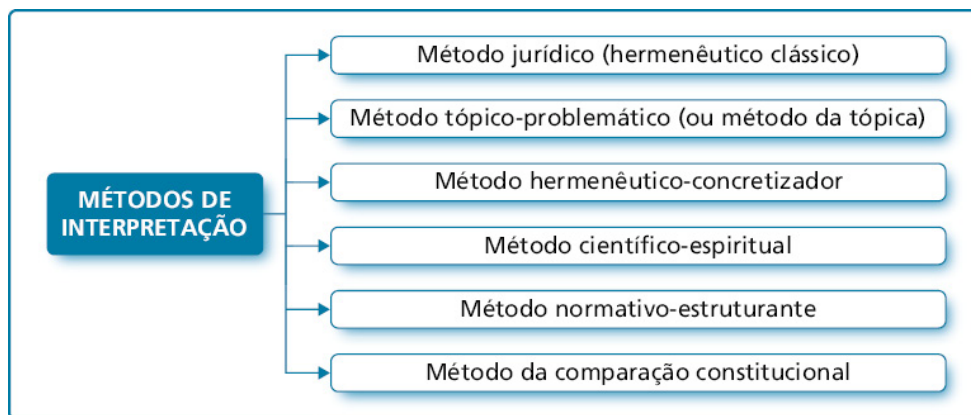 MÉTODOS DE
INTERPRETAÇÃO
Método jurídico (hermenêutico clássico)
Método tópico-problemático (ou método da tópica)
Método hermenêutico-concretizador
Método científico-espiritual
Método normativo-estruturante
Método da comparação constitucional